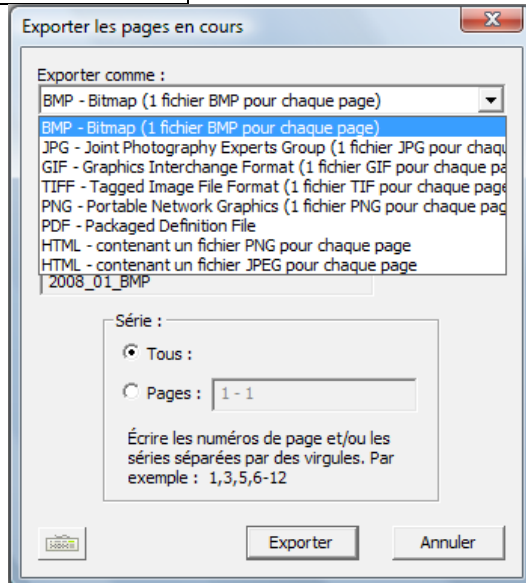 Exporter les pages en cours
Exporter comme :
BMP - Bitmap (1 fichier BMP pour chaque page)
BMP - Bitmap (1 fichier BMP pour chaque page)
JPG - Joint Photography Experts Group (1 fichier JPG pour chaqu
GIF - Graphics Interchange Format (1 fichier GIF pour chaque pa
TIFF - Tagged Image File Format (1 fichier TIF pour chaque page
PNG - Portable Network Graphics (1 fichier PNG pour chaque pag
PDF - Packaged Definition File
HTML - contenant un fichier PNG pour chaque page
HTML - contenant un fichier JPEG pour chaque page
2008_01_BMP
Série :
Tous :
Pages : 1 - 1
Écrire les numéros de page et/ou les
séries séparées par des virgules. Par
exemple : 1,3,5,6-12
Exporter Annuler